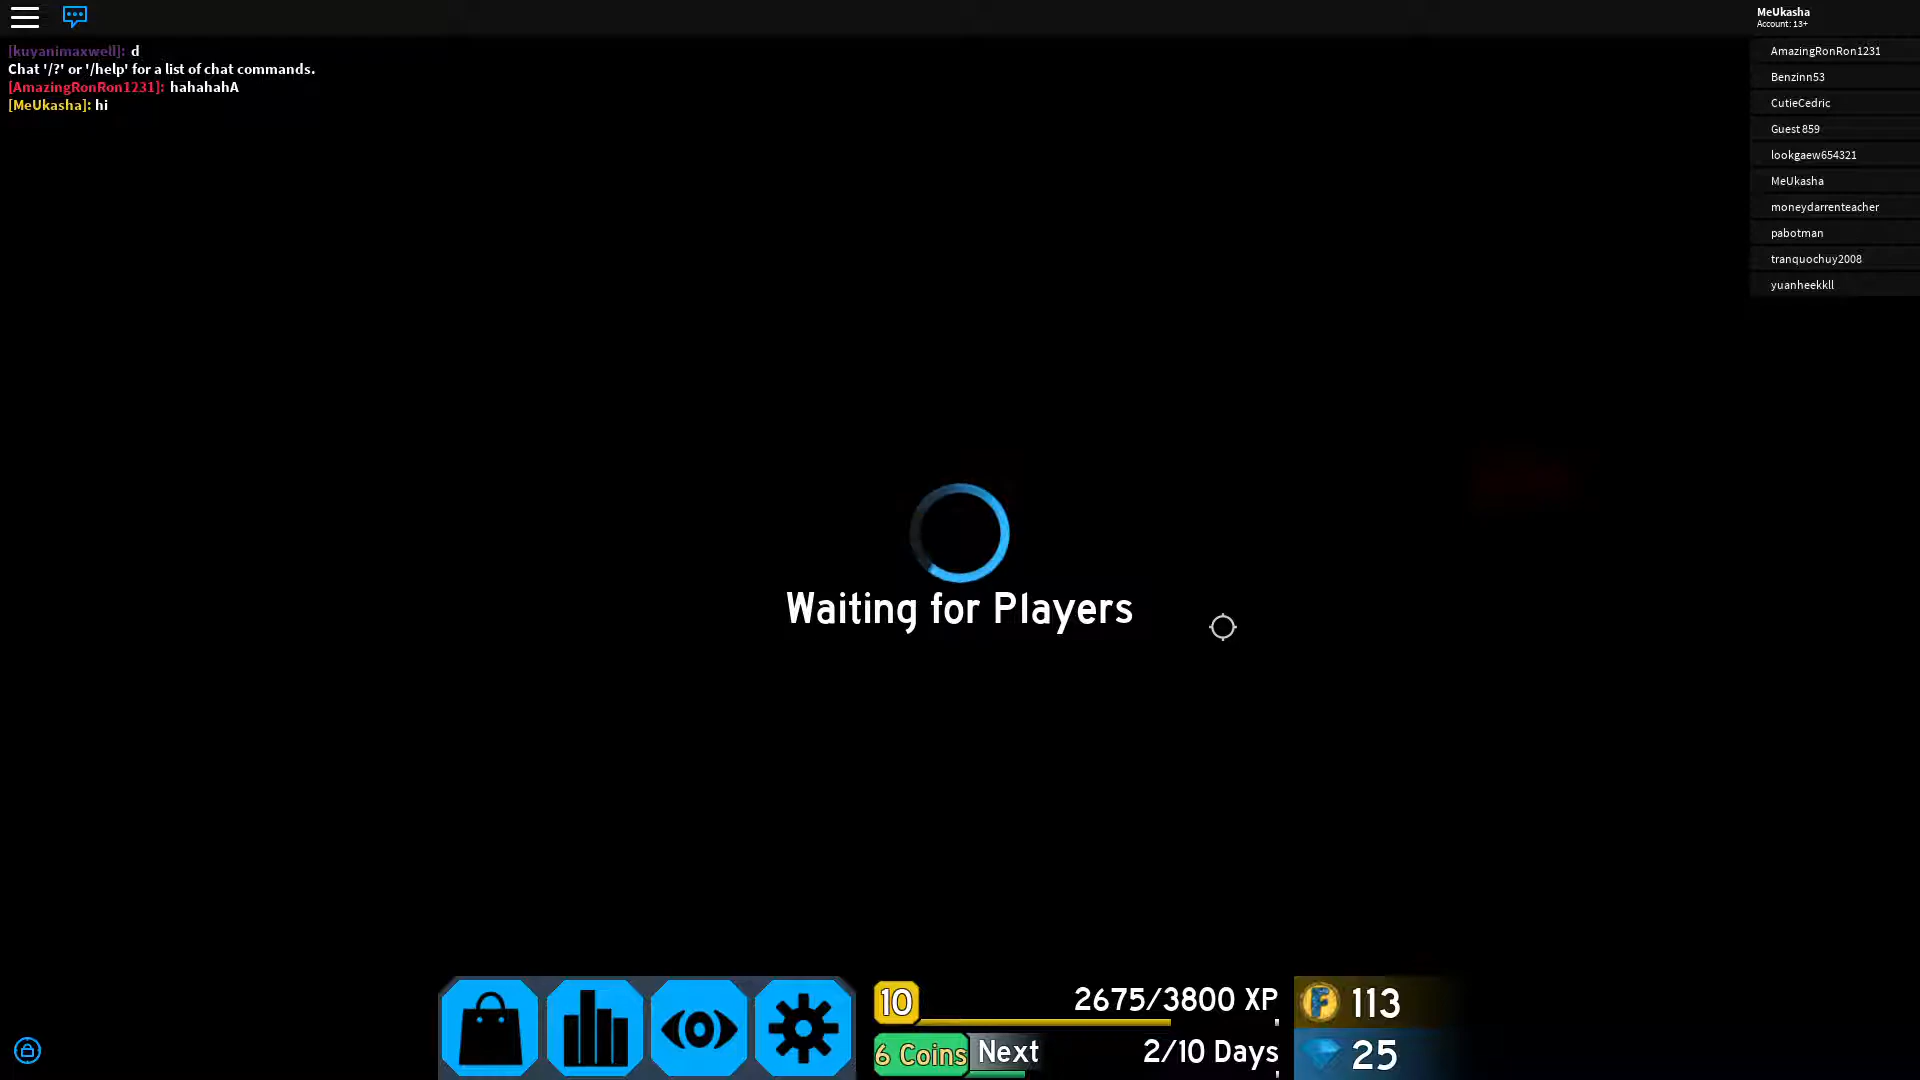 MeUkasha
Account: 13+
[kuyanimaxwell]: d
Chat '/?' or '/help' for a list of chat commands.
[AmazingRonRon1231]: hahahahA
[MeUkasha]: hi
AmazingRonRon1231
Benzinn53
CutieCedric
Guest 859
lookgaew654321
MeUkasha
moneydarrenteacher
pabotman
tranquochuy2008
yuanheekkll
Waiting for Players
10 2675/3800 XP
6 Coins Next 2/10 Days
F 113
25